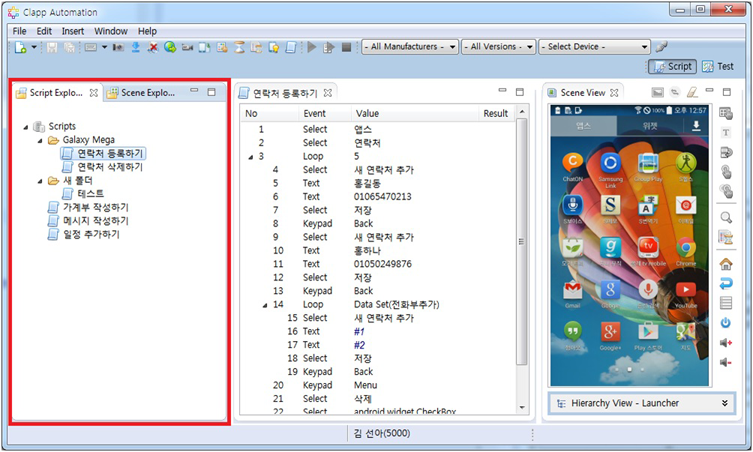 Clapp Automation
File Edit Insert Window Help
- All Manufacturers - - All Versions - - Select Device -
Script Test
Script Explo... Scene Explo...
Scripts
Galaxy Mega
연락처 등록하기
연락처 삭제하기
새 폴더
테스트
가계부 작성하기
메시지 작성하기
일정 추가하기
연락처 등록하기
No Event Value Result
1 Select 앱스
2 Select 연락처
3 Loop 5
4 Select 새 연락처 추가
5 Text 홍길동
6 Text 01065470213
7 Select 저장
8 Keypad Back
9 Select 새 연락처 추가
10 Text 홍하나
11 Text 01050249876
12 Select 저장
13 Keypad Back
14 Loop Data Set(전화부추가)
15 Select 새 연락처 추가
16 Text #1
17 Text #2
18 Select 저장
19 Keypad Back
20 Keypad Menu
21 Select 삭제
22 Select android.widget.CheckBox
Scene View
100% 오후 12:57
앱스 위젯
ChatON Samsung Link
Chrome
Gmail Google YouTube
Google+ Play 스토어 지도
Hierarchy View - Launcher
김 선아(5000)